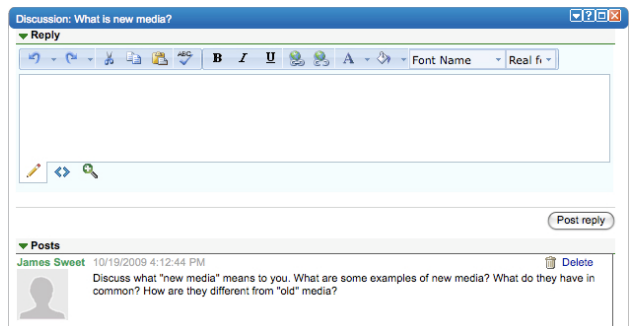 Discussion: What is new media?
Reply
ABC B I U A Font Name Real f
Post reply
Posts
James Sweet 10/19/2009 4:12:44 PM Delete
Discuss what "new media" means to you. What are some examples of new media? What do they have in
common? How are they different from "old" media?